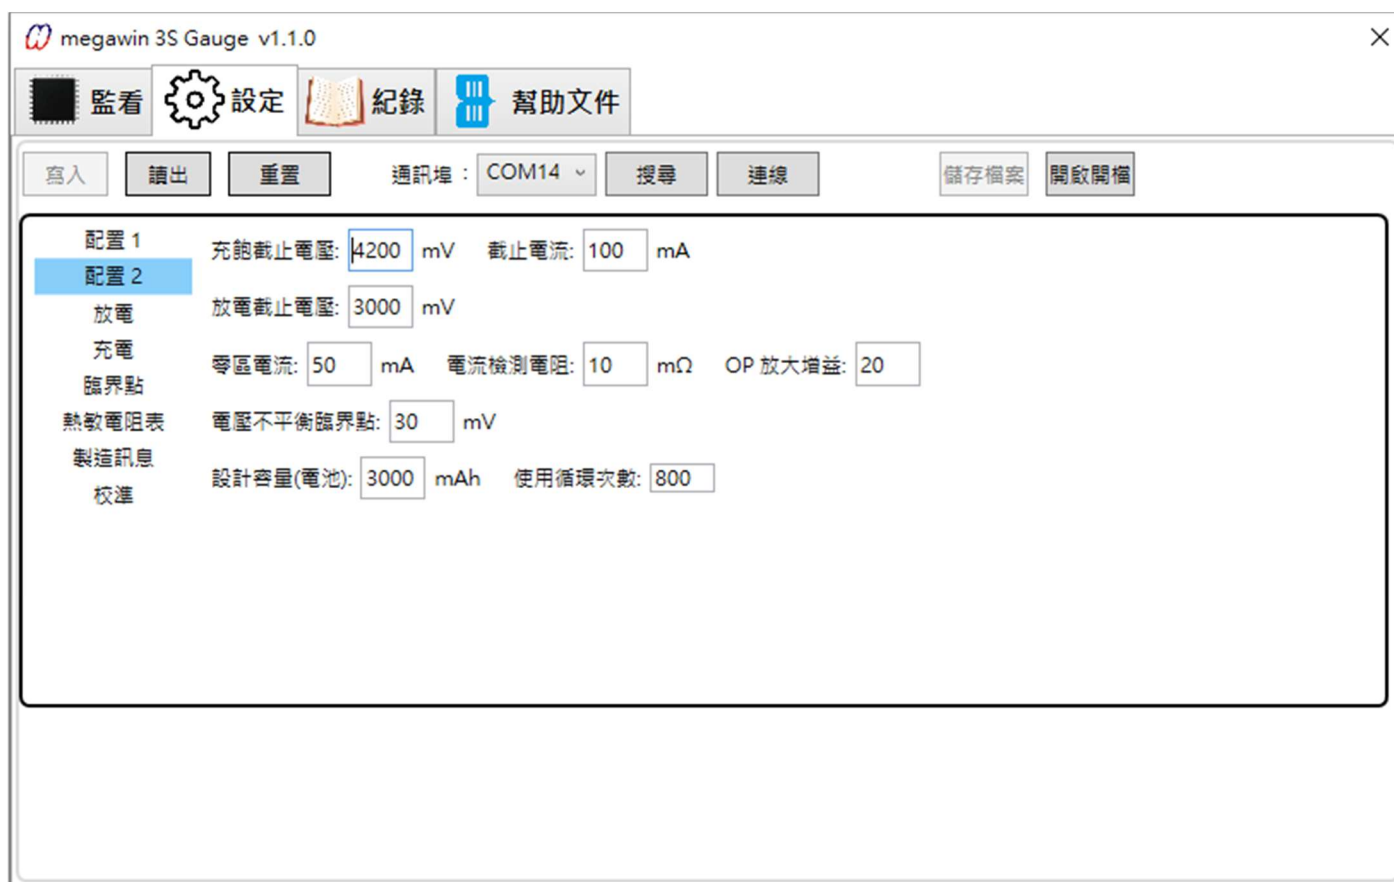 megawin 3S Gauge v1.1.0
監看 設定 紀錄 幫助文件
寫入 讀出 重置 通訊埠 : COM14 搜尋 連線 儲存檔案 開啟開檔
配置 1
配置 2
放電
充電
臨界點
熱敏電阻表
製造訊息
校準
充飽截止電壓: 4200 mV 截止電流: 100 mA
放電截止電壓: 3000 mV
零區電流: 50 mA 電流檢測電阻: 10 mΩ OP 放大增益: 20
電壓不平衡臨界點: 30 mV
設計容量(電池): 3000 mAh 使用循環次數: 800